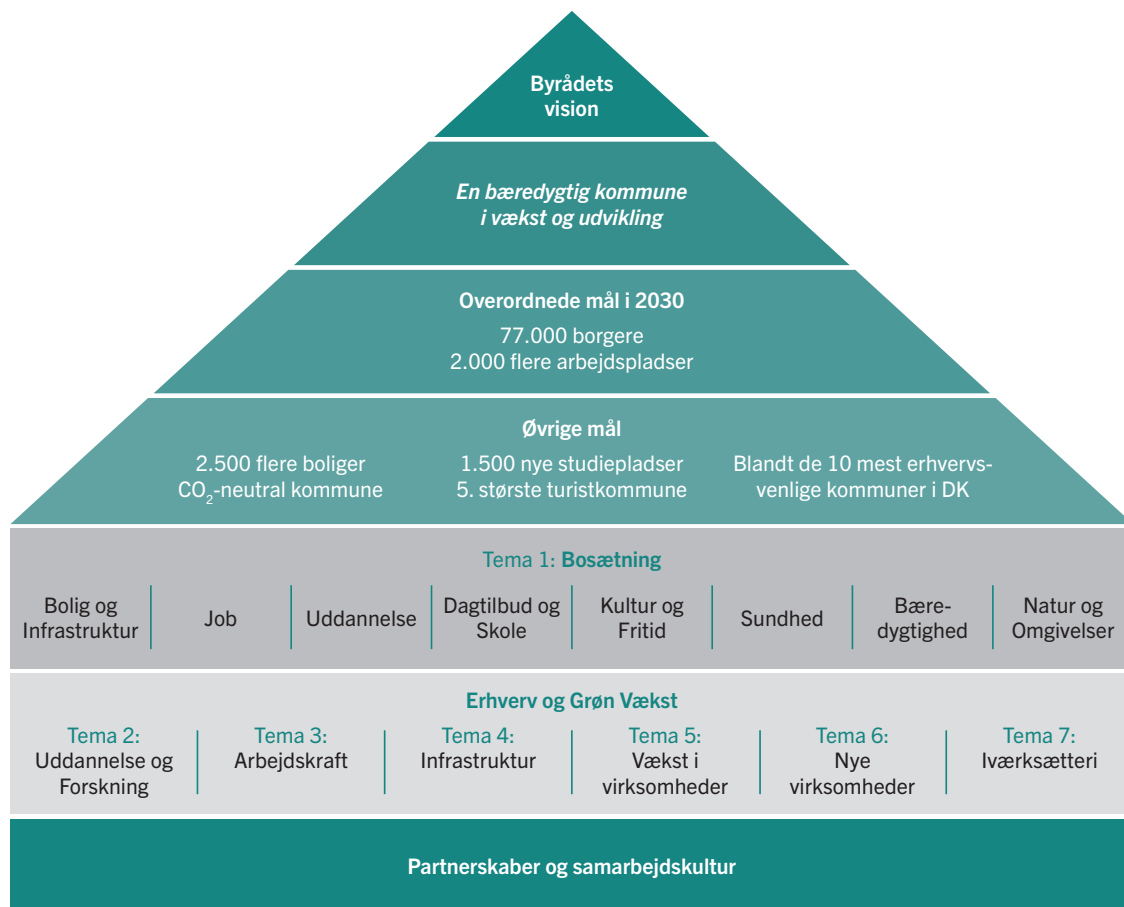 Byrådets
vision
En bæredygtig kommune
i vækst og udvikling
Overordnede mål i 2030
77.000 borgere
2.000 flere arbejdspladser
Øvrige mål
2.500 flere boliger
CO₂-neutral kommune
1.500 nye studiepladser
5. største turistkommune
Blandt de 10 mest erhvervs-
venlige kommuner i DK
Tema 1: Bosætning
Bolig og
Infrastruktur
Job
Uddannelse
Dagtilbud og
Skole
Kultur og
Fritid
Sundhed
Bære-
dygtighed
Natur og
Omgivelser
Erhverv og Grøn Vækst
Tema 2:
Uddannelse og
Forskning
Tema 3:
Arbejdskraft
Tema 4:
Infrastruktur
Tema 5:
Vækst i
virksomheder
Tema 6:
Nye
virksomheder
Tema 7:
Iværksætteri
Partnerskaber og samarbejdskultur